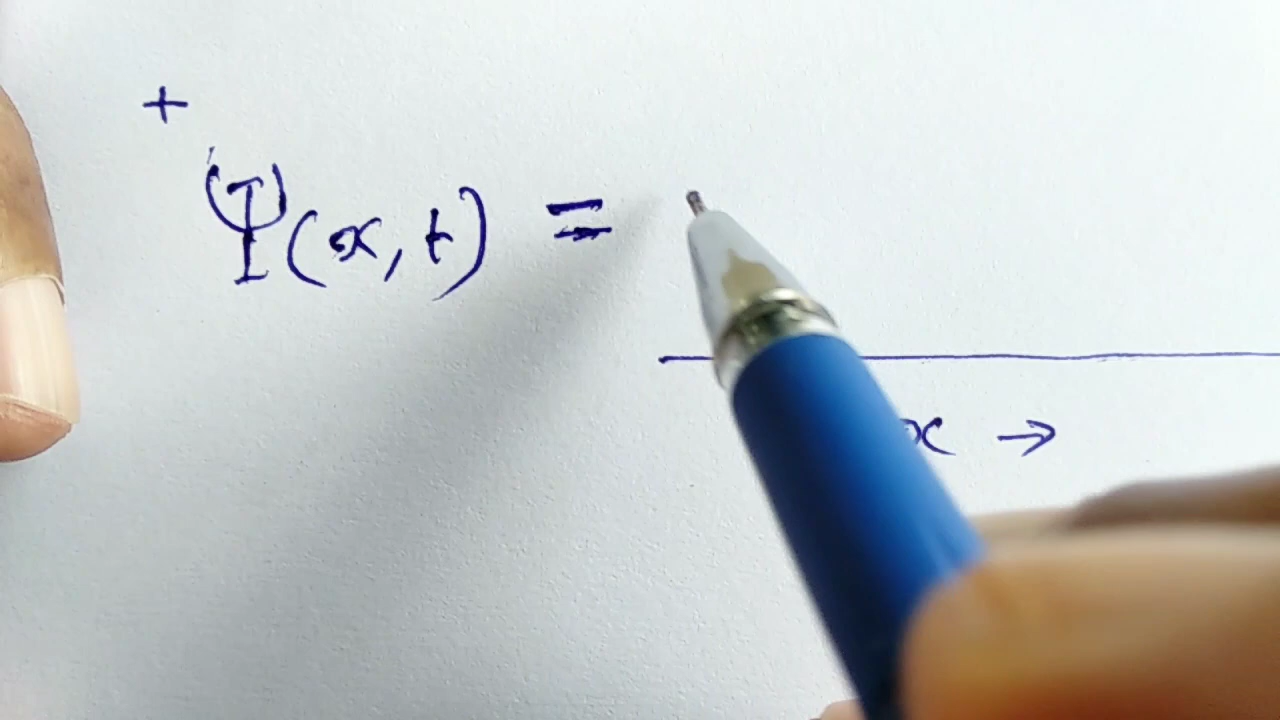 +
Ψ(x, t) =
x →